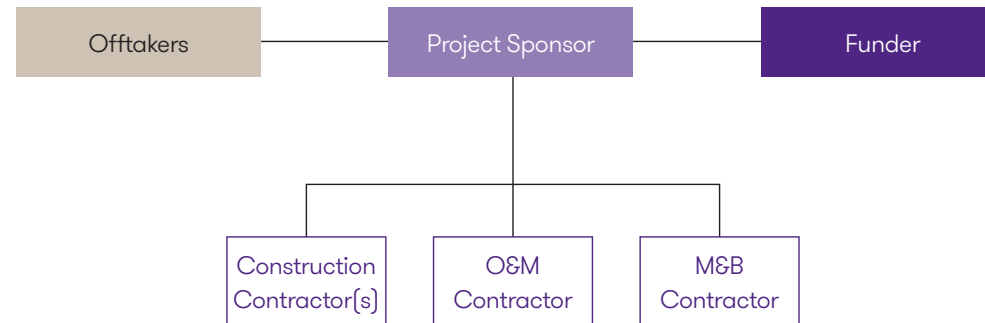 Offtakers
Project Sponsor
Funder
Construction
Contractor(s)
O&M
Contractor
M&B
Contractor